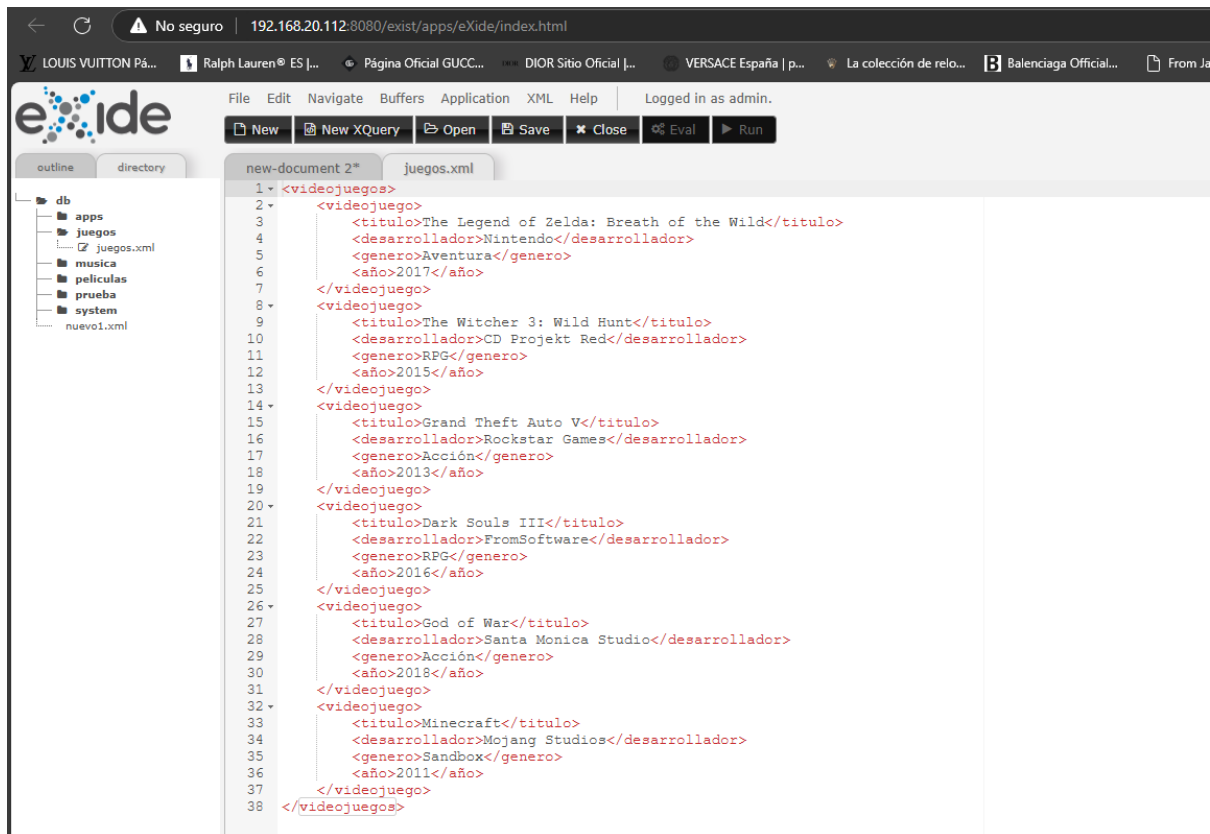 No seguro | 192.168.20.112:8080/exist/apps/eXide/index.html
LOUIS VUITTON Pá... Ralph Lauren® ES |... Página Oficial GUCC... DIOR Sitio Oficial |... VERSACE España | p... La colección de relo... Balenciaga Official... From Ja
eXide
File Edit Navigate Buffers Application XML Help Logged in as admin.
New New XQuery Open Save Close Eval Run
outline directory
new-document 2* juegos.xml
db
apps
juegos
juegos.xml
musica
peliculas
prueba
system
nuevo1.xml
1 <videojuegos>
2 <videojuego>
3 <titulo>The Legend of Zelda: Breath of the Wild</titulo>
4 <desarrollador>Nintendo</desarrollador>
5 <genero>Aventura</genero>
6 <año>2017</año>
7 </videojuego>
8 <videojuego>
9 <titulo>The Witcher 3: Wild Hunt</titulo>
10 <desarrollador>CD Projekt Red</desarrollador>
11 <genero>RPG</genero>
12 <año>2015</año>
13 </videojuego>
14 <videojuego>
15 <titulo>Grand Theft Auto V</titulo>
16 <desarrollador>Rockstar Games</desarrollador>
17 <genero>Acción</genero>
18 <año>2013</año>
19 </videojuego>
20 <videojuego>
21 <titulo>Dark Souls III</titulo>
22 <desarrollador>FromSoftware</desarrollador>
23 <genero>RPG</genero>
24 <año>2016</año>
25 </videojuego>
26 <videojuego>
27 <titulo>God of War</titulo>
28 <desarrollador>Santa Monica Studio</desarrollador>
29 <genero>Acción</genero>
30 <año>2018</año>
31 </videojuego>
32 <videojuego>
33 <titulo>Minecraft</titulo>
34 <desarrollador>Mojang Studios</desarrollador>
35 <genero>Sandbox</genero>
36 <año>2011</año>
37 </videojuego>
38 </videojuegos>